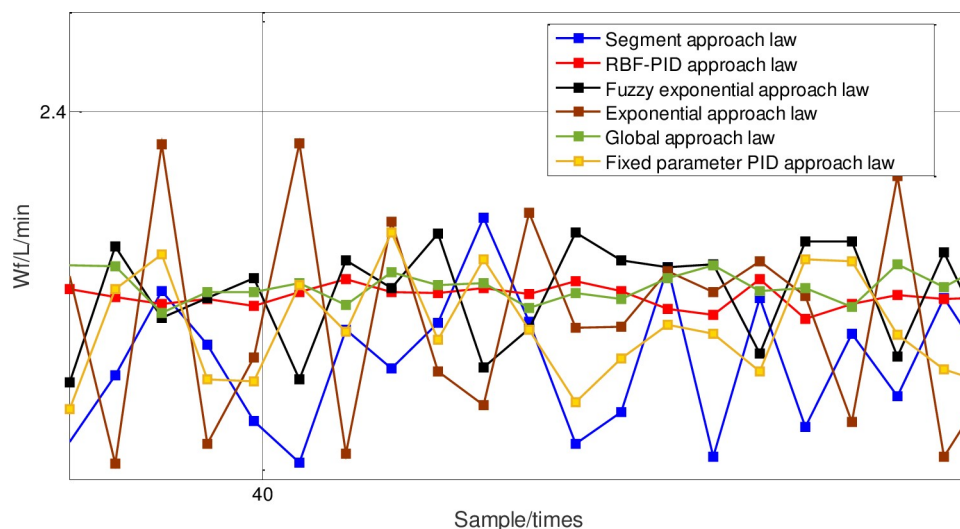 Segment approach law
RBF-PID approach law
Fuzzy exponential approach law
Exponential approach law
Global approach law
Fixed parameter PID approach law
2.4
Wf/L/min
40
Sample/times